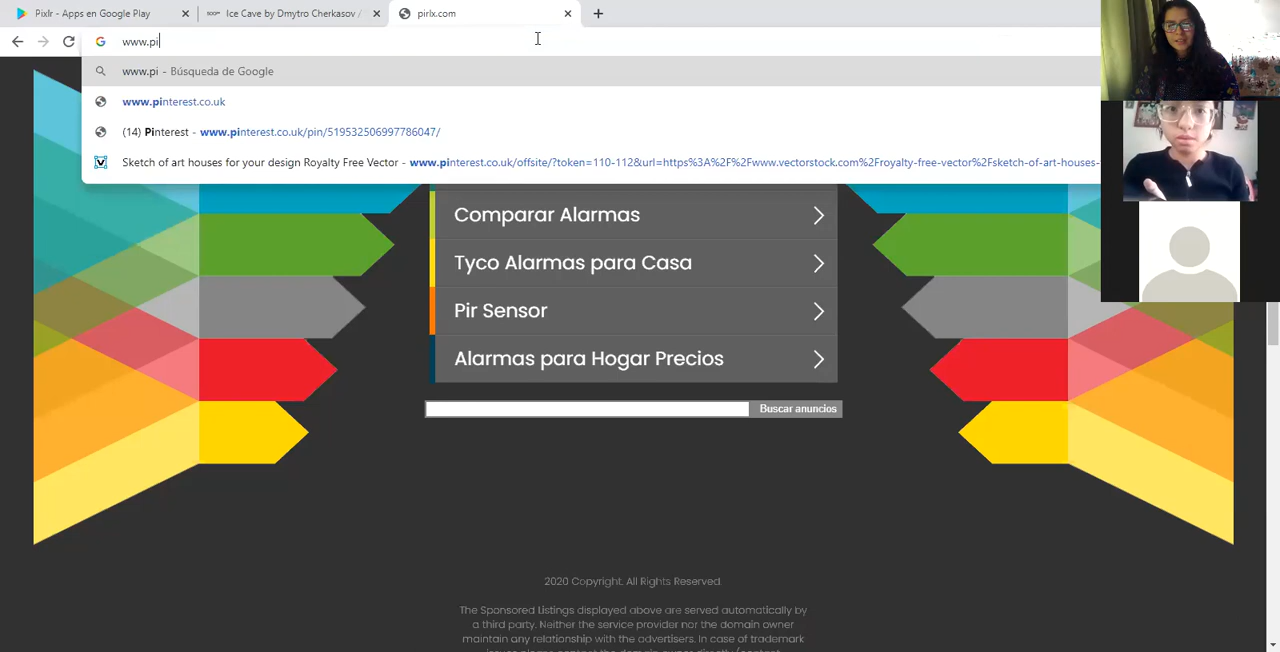 Pixlr - Apps en Google Play
Ice Cave by Dmytro Cherkasov /
pirlx.com
www.pi
www.pi - Búsqueda de Google
www.pinterest.co.uk
(14) Pinterest - www.pinterest.co.uk/pin/519532506997786047/
Sketch of art houses for your design Royalty Free Vector - www.pinterest.co.uk/offsite/?token=110-112&url=https%3A%2F%2Fwww.vectorstock.com%2Froyalty-free-vector%2Fsketch-of-art-houses-
Comparar Alarmas
Tyco Alarmas para Casa
Pir Sensor
Alarmas para Hogar Precios
Buscar anuncios
2020 Copyright. All Rights Reserved.
The Sponsored Listings displayed above are served automatically by
a third party. Neither the service provider nor the domain owner
maintain any relationship with the advertisers. In case of trademark